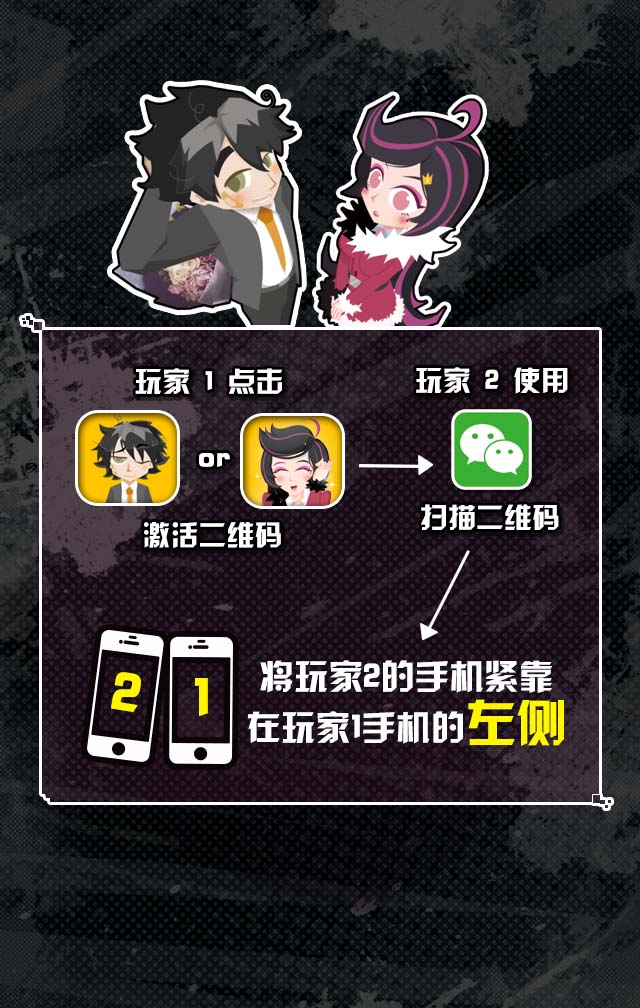 玩家 1 点击
玩家 2 使用
or
激活二维码
扫描二维码
2
1
将玩家2的手机紧靠
在玩家1手机的左侧